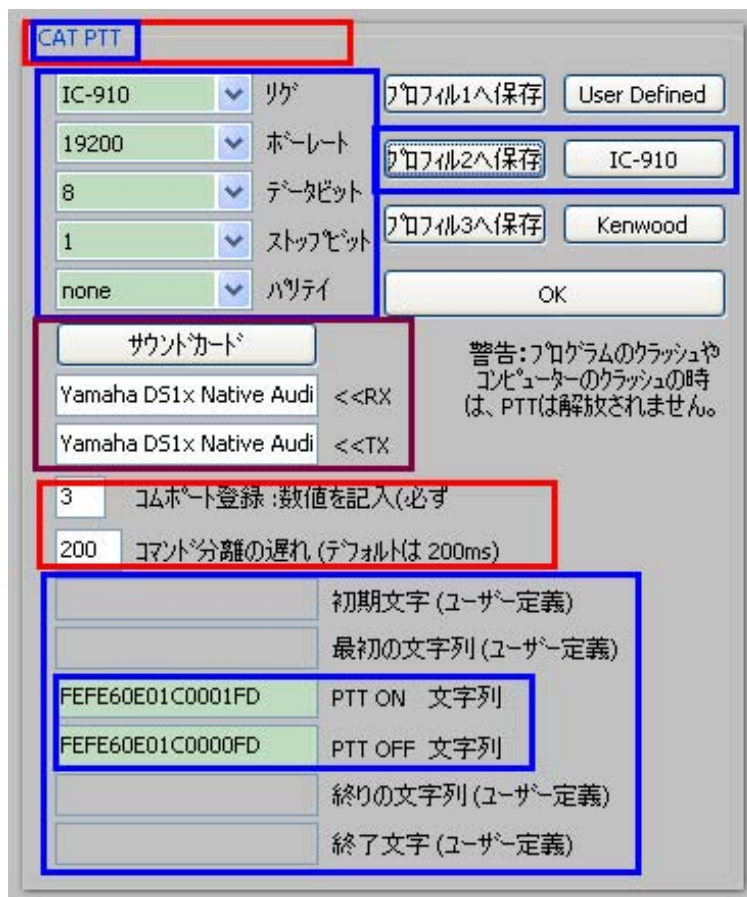 CAT PTT
IC-910 リグ プロフィル1へ保存 User Defined
19200 ボーレート プロフィル2へ保存 IC-910
8 データビット
1 ストップビット プロフィル3へ保存 Kenwood
none パリテイ OK
サウンドカード
Yamaha DS1x Native Audi <<RX
Yamaha DS1x Native Audi <<TX
警告:プログラムのクラッシュや
コンピューターのクラッシュの時
は、PTTは解放されません。
3 コムポート登録 :数値を記入(必ず
200 コマンド分離の遅れ (デフォルトは 200ms)
初期文字 (ユーザー定義)
最初の文字列 (ユーザー定義)
FEFE60E01C0001FD PTT ON 文字列
FEFE60E01C0000FD PTT OFF 文字列
終りの文字列 (ユーザー定義)
終了文字 (ユーザー定義)